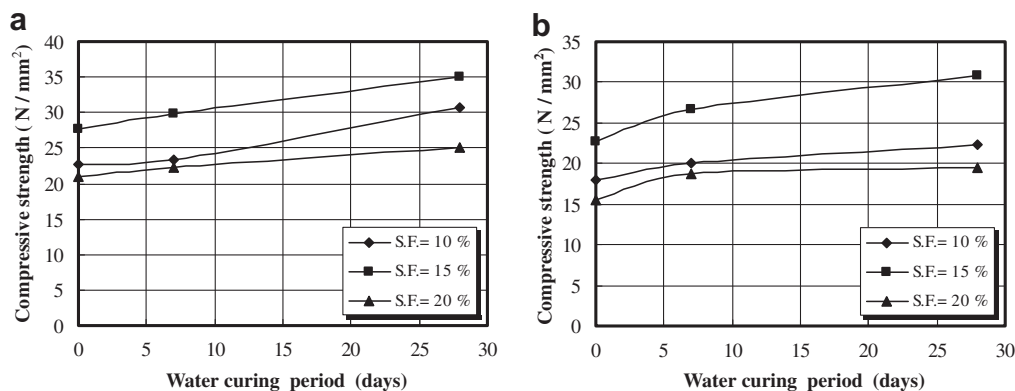 a
Compressive strength ( N / mm²)
40
35
30
25
20
15
10
5
0
S.F.= 10 %
S.F.= 15 %
S.F.= 20 %
0 5 10 15 20 25 30
Water curing period (days)
b
Compressive strength ( N / mm²)
35
30
25
20
15
10
5
0
S.F.= 10 %
S.F.= 15 %
S.F.= 20 %
0 5 10 15 20 25 30
Water curing period (days)